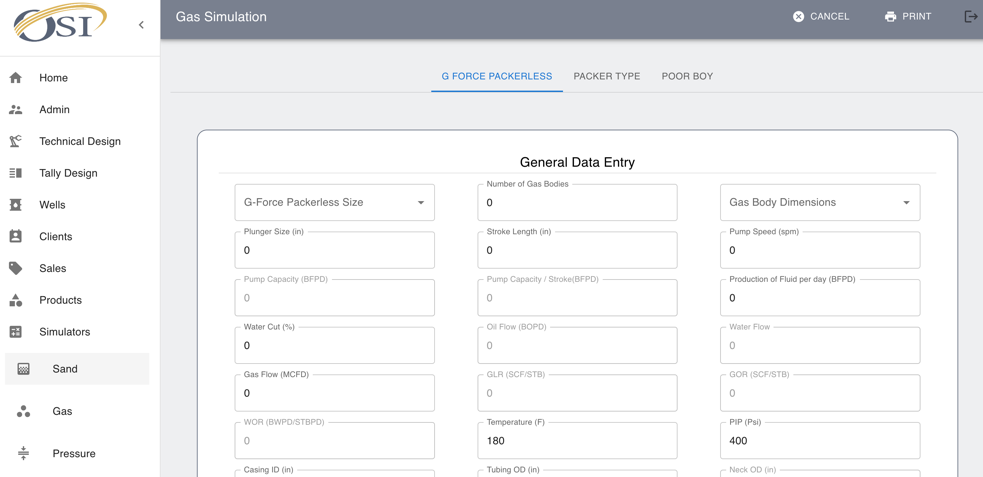 OSI
Gas Simulation
CANCEL
PRINT
Home
Admin
Technical Design
Tally Design
Wells
Clients
Sales
Products
Simulators
Sand
Gas
Pressure
G FORCE PACKERLESS
PACKER TYPE
POOR BOY
General Data Entry
G-Force Packerless Size
Number of Gas Bodies
0
Gas Body Dimensions
Plunger Size (in)
0
Stroke Length (in)
0
Pump Speed (spm)
0
Pump Capacity (BFPD)
0
Pump Capacity / Stroke(BFPD)
0
Production of Fluid per day (BFPD)
0
Water Cut (%)
0
Oil Flow (BOPD)
0
Water Flow
0
Gas Flow (MCFD)
0
GLR (SCF/STB)
0
GOR (SCF/STB)
0
WOR (BWPD/STBPD)
0
Temperature (F)
180
PIP (Psi)
400
Casing ID (in)
Tubing OD (in)
Neck OD (in)